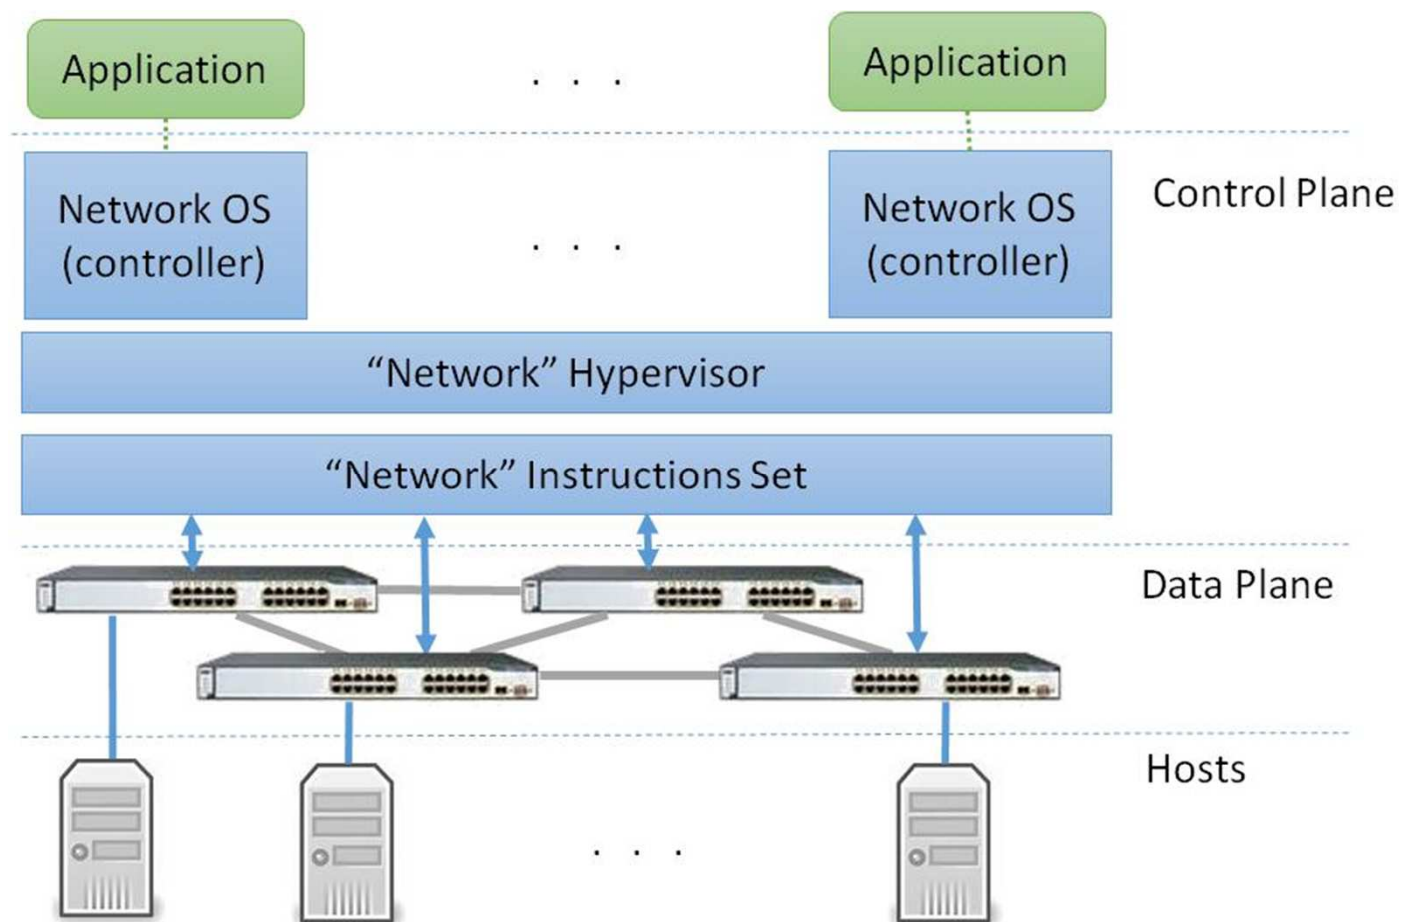 Application
. . .
Application
Network OS
(controller)
. . .
Network OS
(controller)
Control Plane
“Network” Hypervisor
“Network” Instructions Set
Data Plane
Hosts
. . .